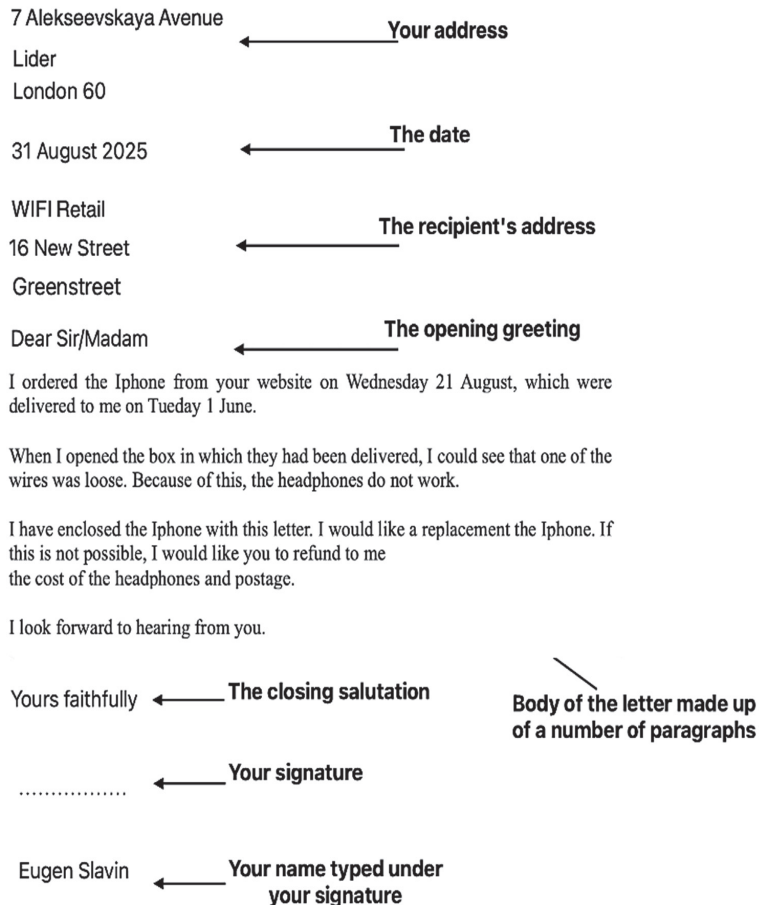 7 Alekseevskaya Avenue
Your address
Lider
London 60
The date
31 August 2025
WIFI Retail
The recipient's address
16 New Street
Greenstreet
The opening greeting
Dear Sir/Madam
I ordered the Iphone from your website on Wednesday 21 August, which were
delivered to me on Tueday 1 June.
When I opened the box in which they had been delivered, I could see that one of the
wires was loose. Because of this, the headphones do not work.
I have enclosed the Iphone with this letter. I would like a replacement the Iphone. If
this is not possible, I would like you to refund to me
the cost of the headphones and postage.
I look forward to hearing from you.
Yours faithfully
The closing salutation
Body of the letter made up
of a number of paragraphs
Your signature
.................
Eugen Slavin
Your name typed under
your signature